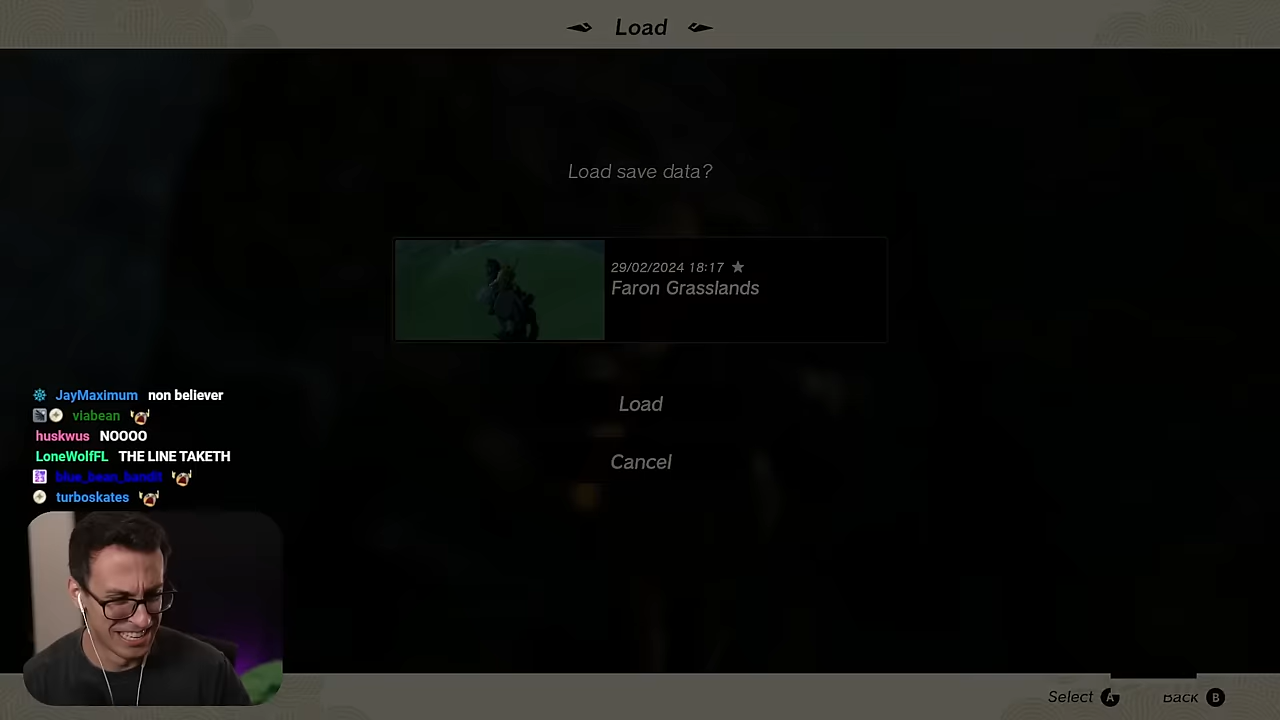 Load
Load save data?
29/02/2024 18:17
Faron Grasslands
Load
Cancel
JayMaximum non believer
viabean
huskwus NOOOO
LoneWolfFL THE LINE TAKETH
blue_bean_bandit
turboskates
Select A Back B